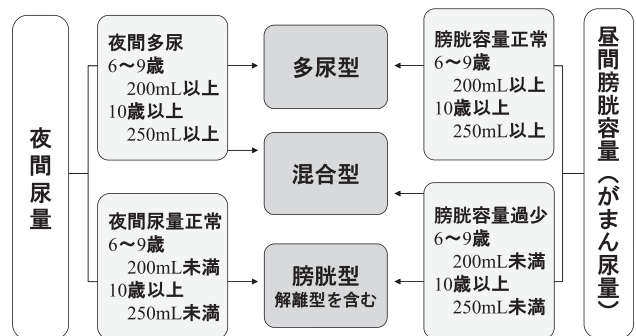 夜間尿量
夜間多尿
6〜9歳
200mL以上
10歳以上
250mL以上
夜間尿量正常
6〜9歳
200mL未満
10歳以上
250mL未満
多尿型
混合型
膀胱型
解離型を含む
膀胱容量正常
6〜9歳
200mL以上
10歳以上
250mL以上
膀胱容量過少
6〜9歳
200mL未満
10歳以上
250mL未満
昼間膀胱容量（がまん尿量）